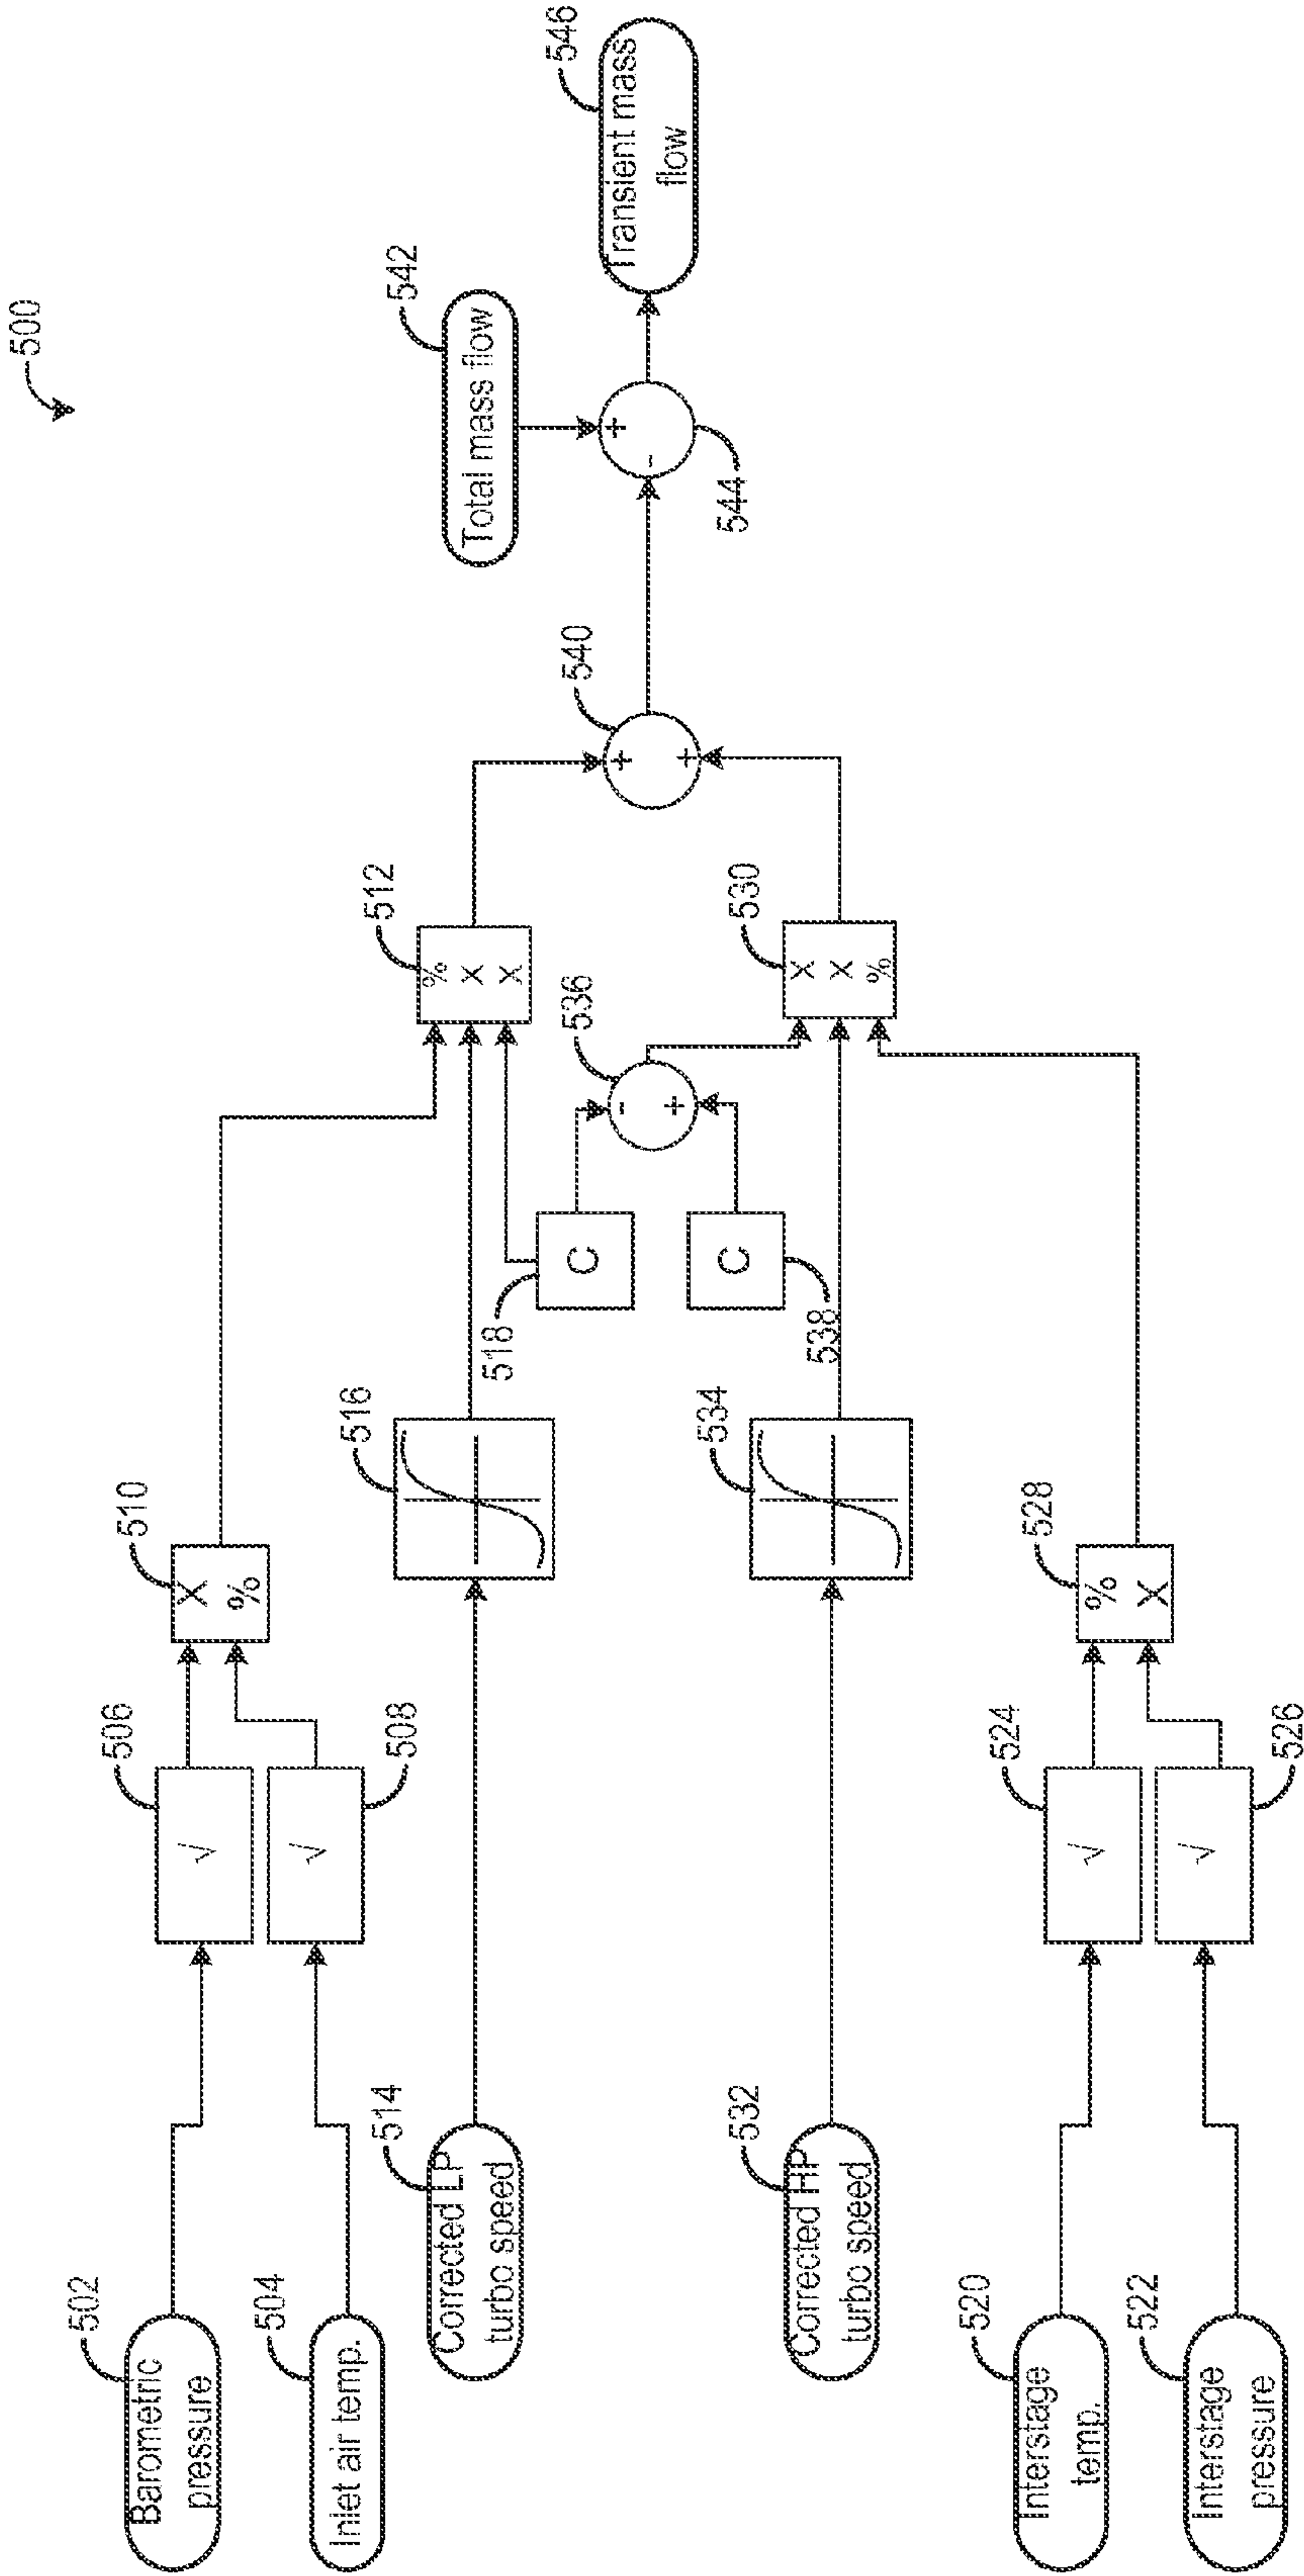 500
502
Barometric
pressure
504
Inlet air temp.
506
√
508
√
510
X
%
512
%
X
X
514
Corrected LP
turbo speed
516
518
C
520
Interstage
temp.
522
Interstage
pressure
524
√
526
√
528
%
X
530
X
X
%
532
Corrected HP
turbo speed
534
536
-
+
538
C
540
+
+
542
Total mass flow
544
+
-
546
Transient mass
flow